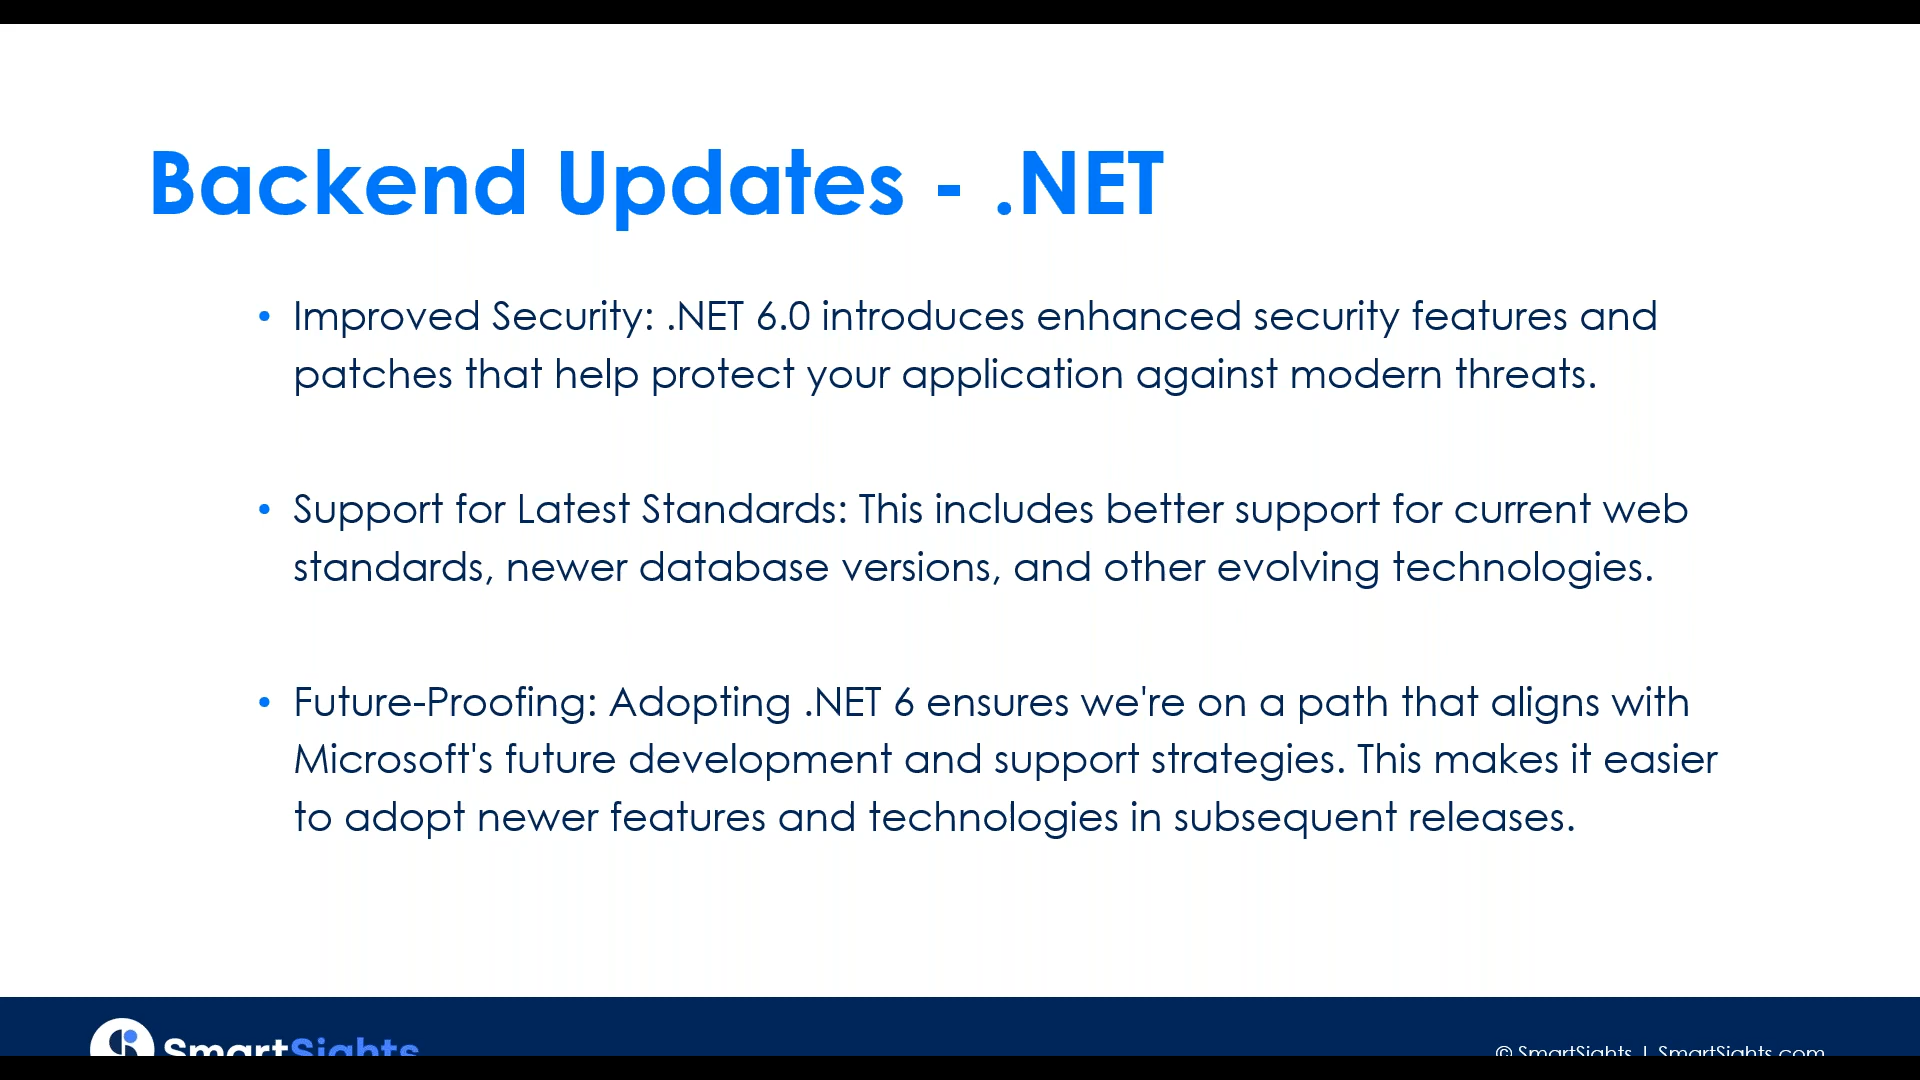 Backend Updates - .NET
• Improved Security: .NET 6.0 introduces enhanced security features and
patches that help protect your application against modern threats.
• Support for Latest Standards: This includes better support for current web
standards, newer database versions, and other evolving technologies.
• Future-Proofing: Adopting .NET 6 ensures we're on a path that aligns with
Microsoft's future development and support strategies. This makes it easier
to adopt newer features and technologies in subsequent releases.
SmartSights
© SmartSights | SmartSights.com